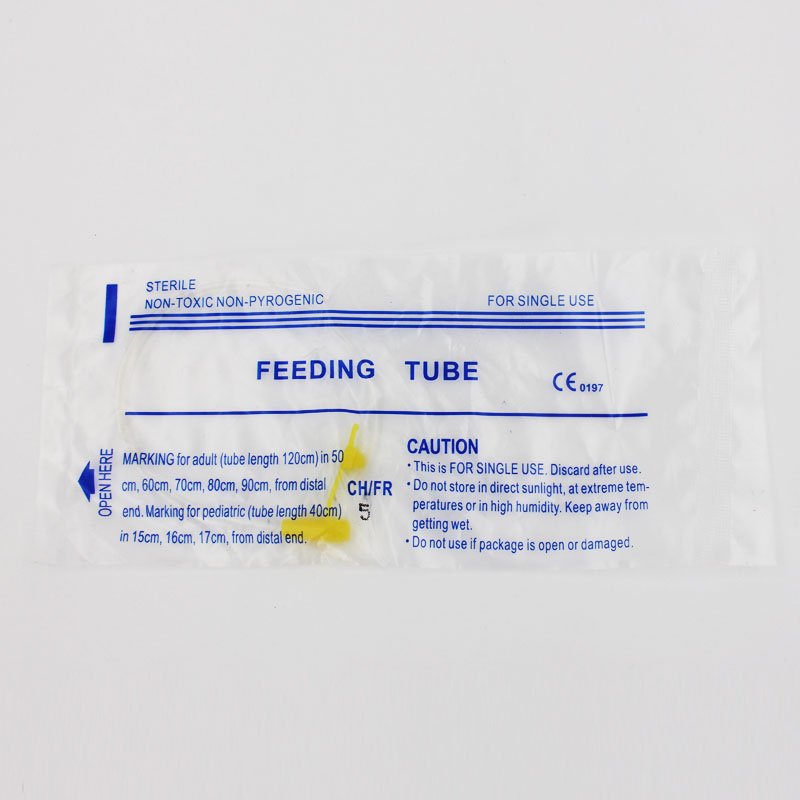 STERILE
NON-TOXIC NON-PYROGENIC
FOR SINGLE USE
FEEDING TUBE
CE 0197
OPEN HERE
MARKING for adult (tube length 120cm) in 50
cm, 60cm, 70cm, 80cm, 90cm, from distal
end. Marking for pediatric (tube length 40cm)
in 15cm, 16cm, 17cm, from distal end.
CH/FR
5
CAUTION
• This is FOR SINGLE USE. Discard after use.
• Do not store in direct sunlight, at extreme tem-
peratures or in high humidity. Keep away from
getting wet.
• Do not use if package is open or damaged.